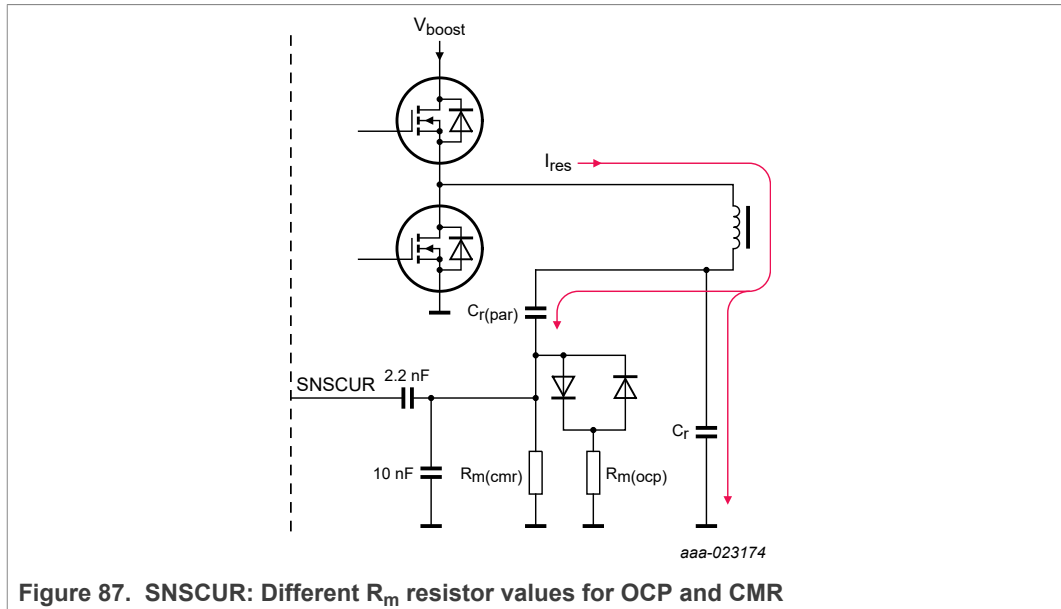 Vboost
Ires
Cr(par)
2.2 nF
SNSCUR
10 nF
Rm(cmr)
Rm(ocp)
Cr
aaa-023174
Figure 87. SNSCUR: Different Rm resistor values for OCP and CMR